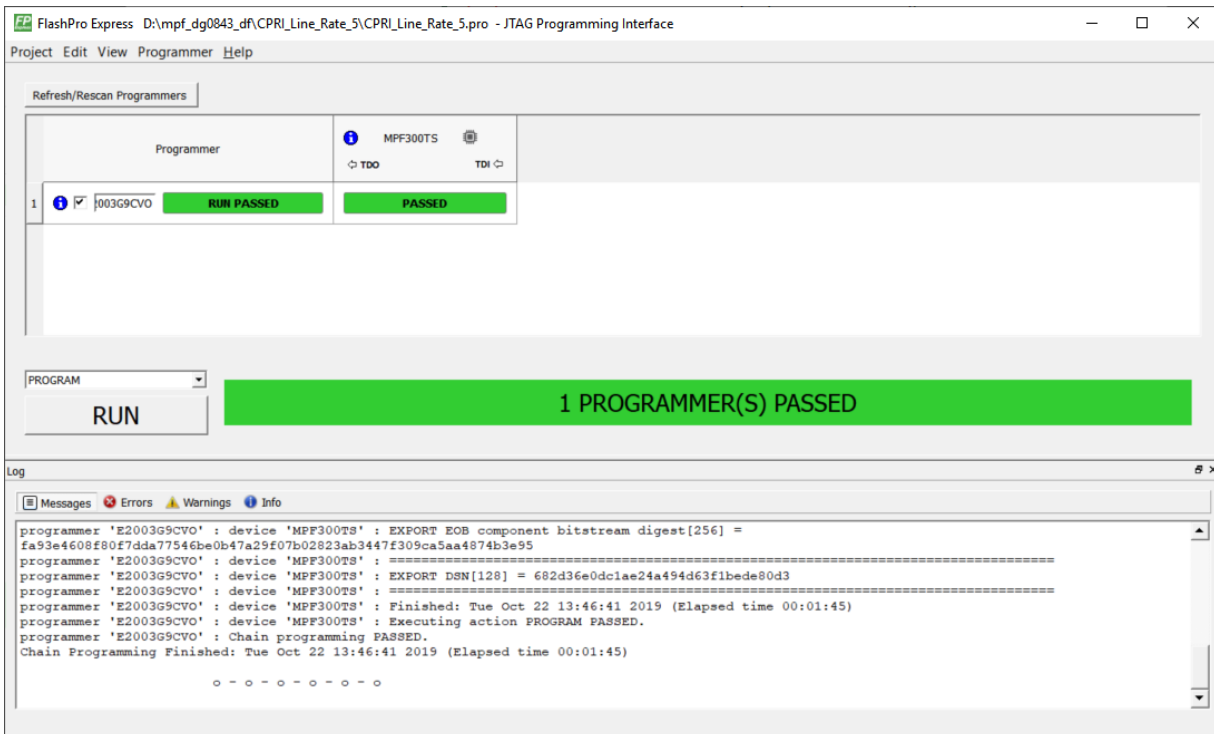 FP FlashPro Express D:\mpf_dg0843_df\CPRI_Line_Rate_5\CPRI_Line_Rate_5.pro - JTAG Programming Interface
Project Edit View Programmer Help
Refresh/Rescan Programmers
Programmer
MPF300TS
TDO
TDI
1
003G9CVO
RUN PASSED
PASSED
PROGRAM
RUN
1 PROGRAMMER(S) PASSED
Log
Messages Errors Warnings Info
programmer 'E2003G9CVO' : device 'MPF300TS' : EXPORT EOB component bitstream digest[256] =
fa93e4608f80f7dda77546be0b47a29f07b02823ab3447f309ca5aa4874b3e95
programmer 'E2003G9CVO' : device 'MPF300TS' : ===================================================================================
programmer 'E2003G9CVO' : device 'MPF300TS' : EXPORT DSN[128] = 682d36e0dc1ae24a494d63f1bede80d3
programmer 'E2003G9CVO' : device 'MPF300TS' : ===================================================================================
programmer 'E2003G9CVO' : device 'MPF300TS' : Finished: Tue Oct 22 13:46:41 2019 (Elapsed time 00:01:45)
programmer 'E2003G9CVO' : device 'MPF300TS' : Executing action PROGRAM PASSED.
programmer 'E2003G9CVO' : Chain programming PASSED.
Chain Programming Finished: Tue Oct 22 13:46:41 2019 (Elapsed time 00:01:45)
o - o - o - o - o - o